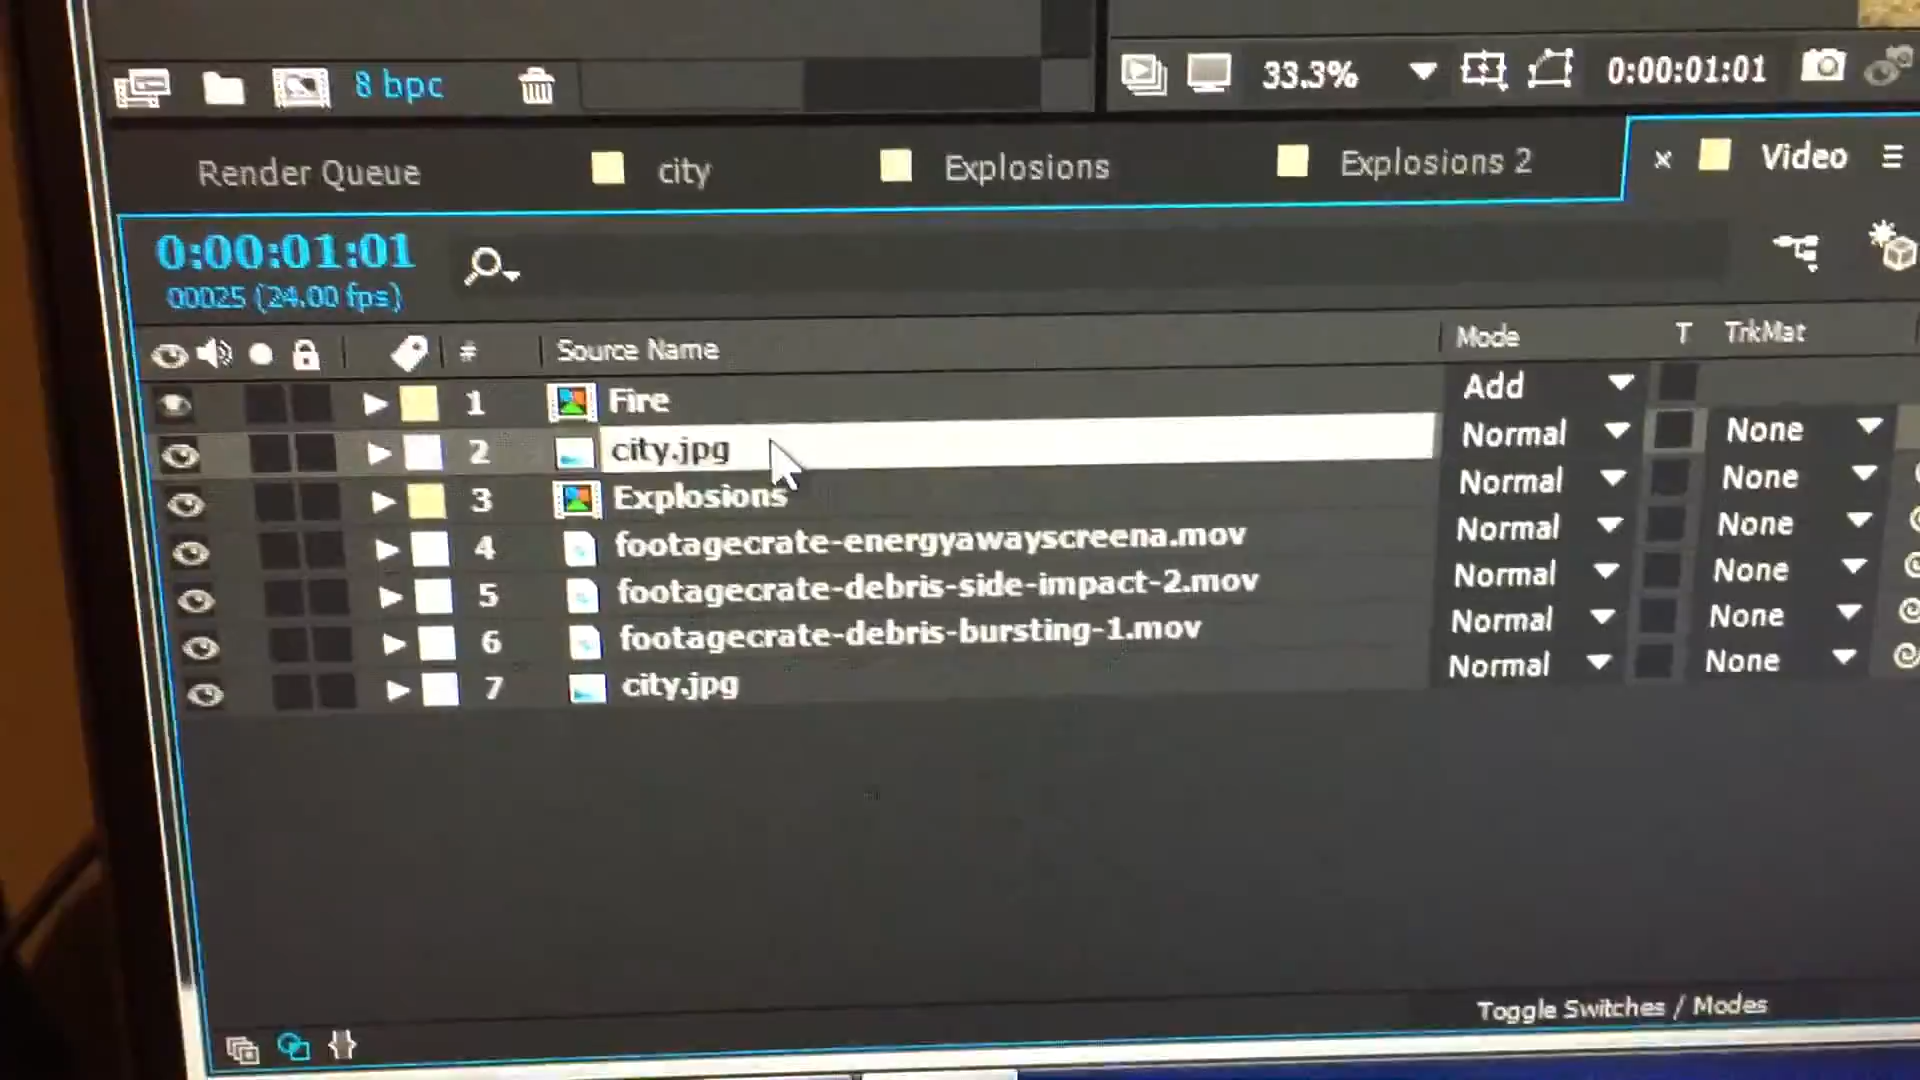 8 bpc
33.3%
0:00:01:01
Render Queue
city
Explosions
Explosions 2
x
Video
0:00:01:01
00025 (24.00 fps)
#
Source Name
Mode
T
TrkMat
1
Fire
Add
2
city.jpg
Normal
None
3
Explosions
Normal
None
4
footagecrate-energyawayscreena.mov
Normal
None
5
footagecrate-debris-side-impact-2.mov
Normal
None
6
footagecrate-debris-bursting-1.mov
Normal
None
7
city.jpg
Normal
None
Toggle Switches / Modes